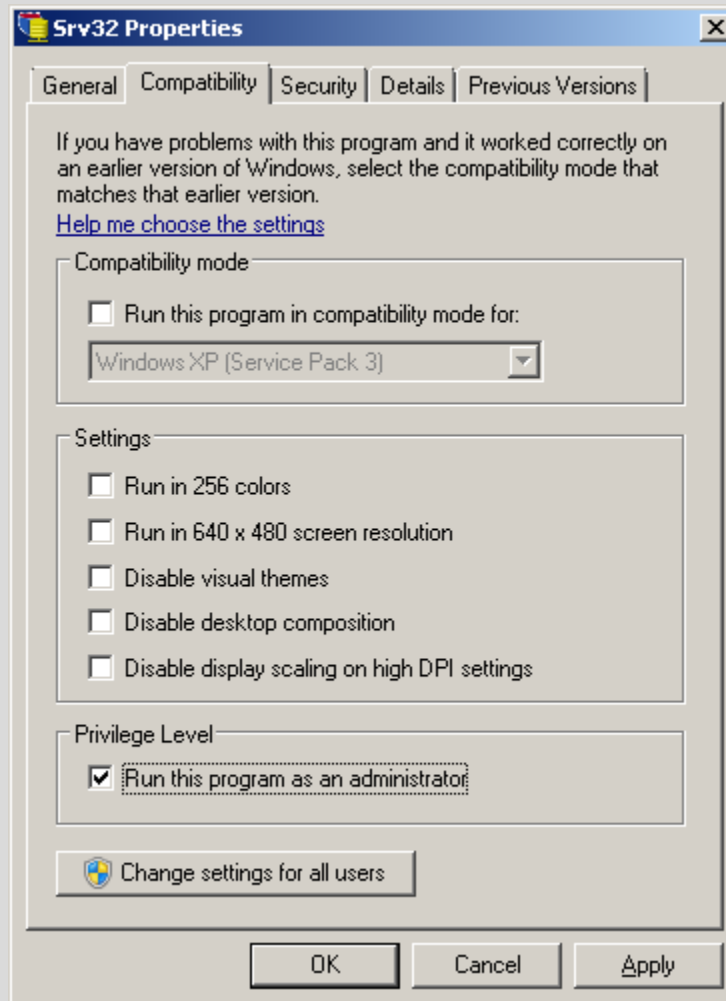 Srv32 Properties
General Compatibility Security Details Previous Versions
If you have problems with this program and it worked correctly on
an earlier version of Windows, select the compatibility mode that
matches that earlier version.
Help me choose the settings
Compatibility mode
Run this program in compatibility mode for:
Windows XP (Service Pack 3)
Settings
Run in 256 colors
Run in 640 x 480 screen resolution
Disable visual themes
Disable desktop composition
Disable display scaling on high DPI settings
Privilege Level
Run this program as an administrator
Change settings for all users
OK Cancel Apply